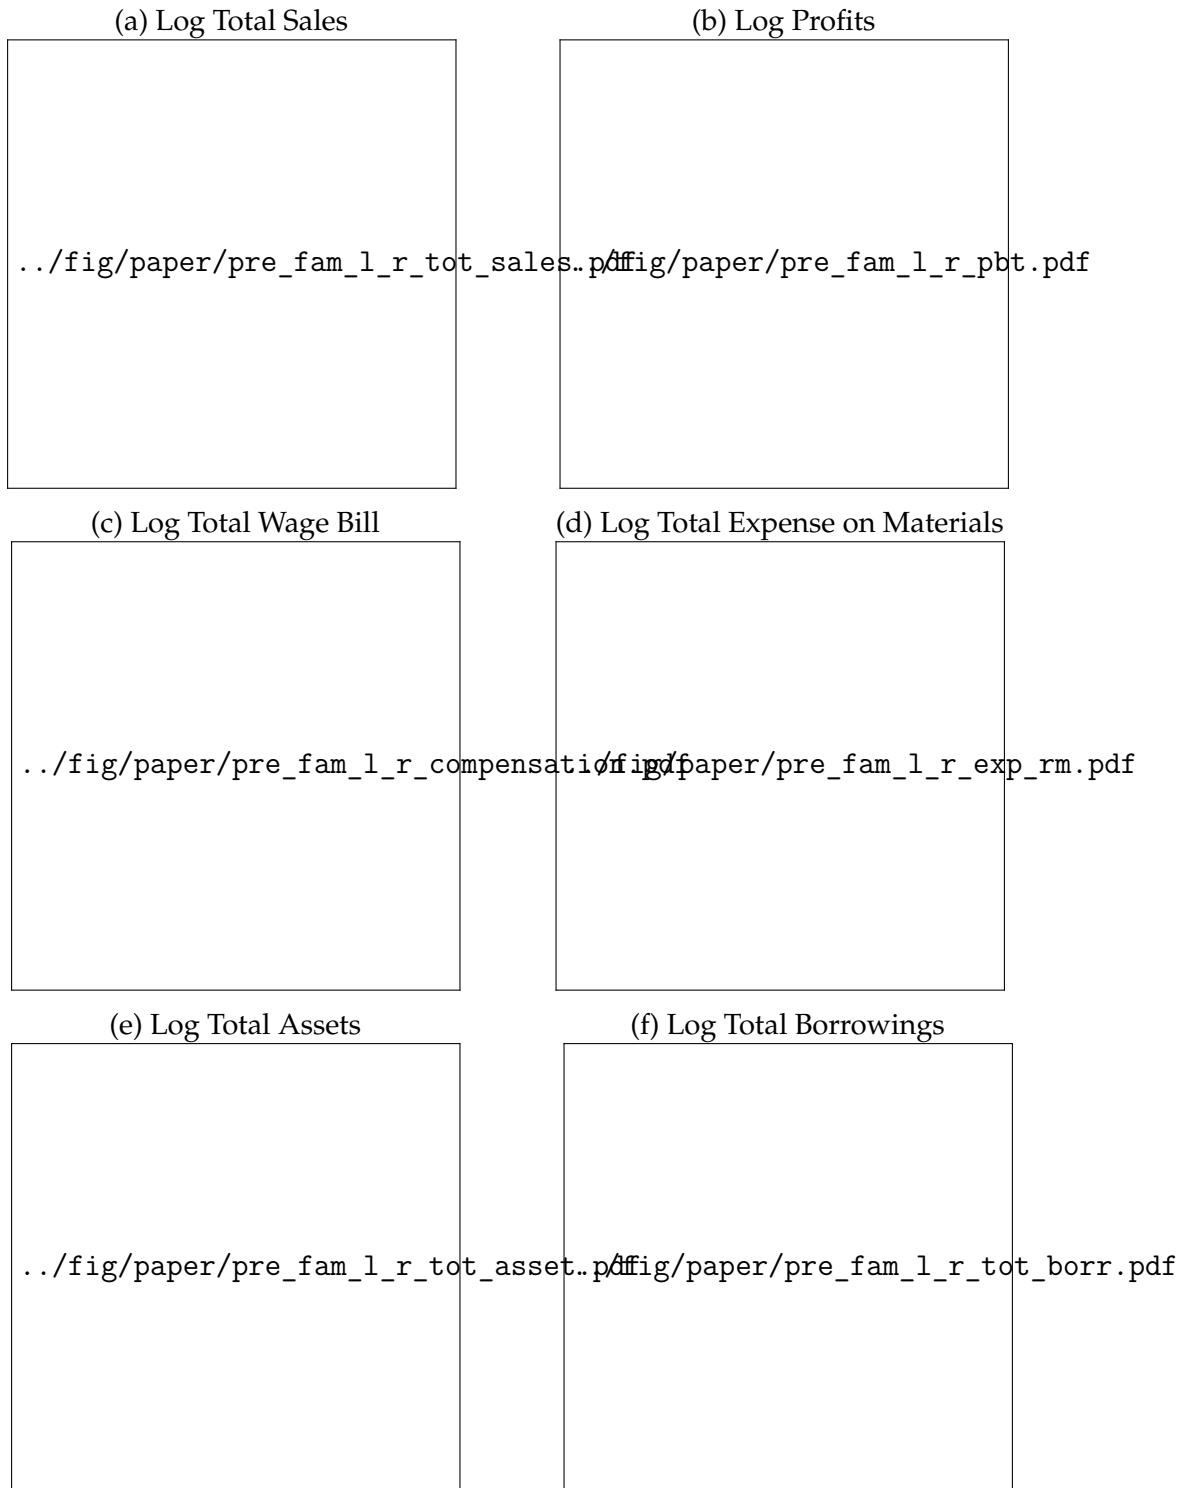 (a) Log Total Sales
(b) Log Profits
../fig/paper/pre_fam_l_r_tot_sales.pdf
../fig/paper/pre_fam_l_r_pbt.pdf
(c) Log Total Wage Bill
(d) Log Total Expense on Materials
../fig/paper/pre_fam_l_r_compensation.pdf
../fig/paper/pre_fam_l_r_exp_rm.pdf
(e) Log Total Assets
(f) Log Total Borrowings
../fig/paper/pre_fam_l_r_tot_asset.pdf
../fig/paper/pre_fam_l_r_tot_borr.pdf